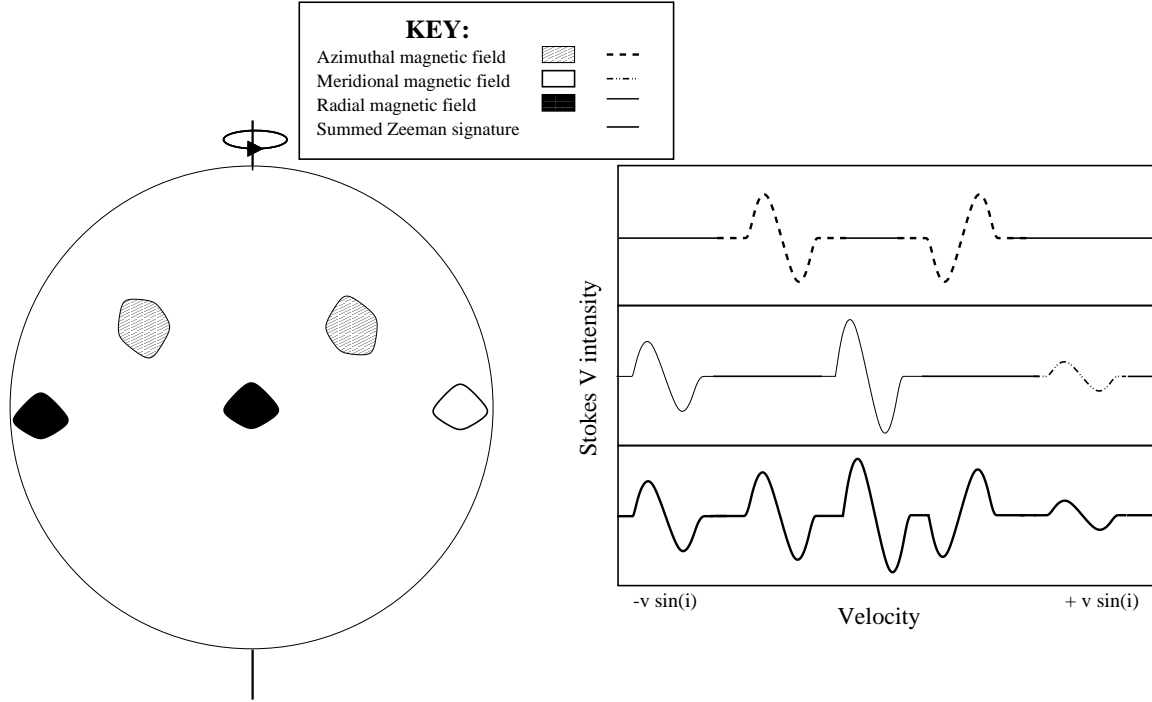 KEY:
Azimuthal magnetic field
Meridional magnetic field
Radial magnetic field
Summed Zeeman signature
Stokes V intensity
-v sin(i)
+ v sin(i)
Velocity